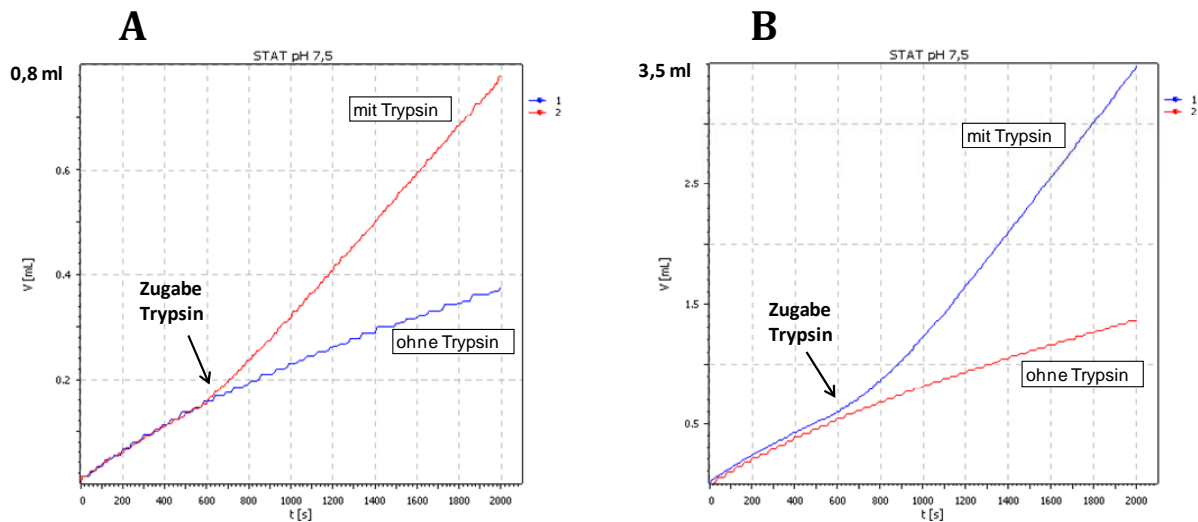 A
STAT pH 7,5
0,8 ml
mit Trypsin
1
2
0.6
0.4
V [mL]
Zugabe
Trypsin
ohne Trypsin
0.2
0 200 400 600 800 1000 1200 1400 1600 1800 2000
t [s]
B
STAT pH 7,5
3,5 ml
mit Trypsin
1
2
2.5
V [mL]
1.5
Zugabe
Trypsin
ohne Trypsin
0.5
0 200 400 600 800 1000 1200 1400 1600 1800 2000
t [s]